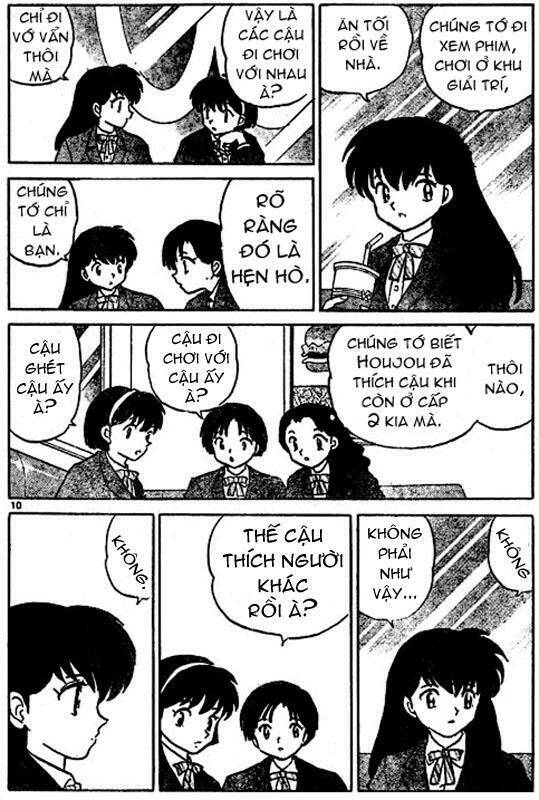 CHÚNG TỚ ĐI
XEM PHIM,
CHƠI Ở KHU
GIẢI TRÍ,
ĂN TỐI
RỒI VỀ
NHÀ.
VẬY LÀ
CÁC CẬU
ĐI CHƠI
VỚI NHAU
À?
CHỈ ĐI
VỚ VẨN
THÔI
MÀ
RÕ
RÀNG
ĐÓ LÀ
HẸN HÒ.
CHÚNG
TỚ CHỈ
LÀ
BẠN.
THÔI
NÀO,
CHÚNG TỚ BIẾT
HOUJOU ĐÃ
THÍCH CẬU KHI
CÒN Ở CẤP
2 KIA MÀ.
CẬU ĐI
CHƠI VỚI
CẬU ẤY
À?
CẬU
GHÉT
CẬU ẤY
À?
10
KHÔNG
KHÔNG
PHẢI
NHƯ
VẬY...
THẾ CẬU
THÍCH NGƯỜI
KHÁC
RỒI À?
KHÔNG.